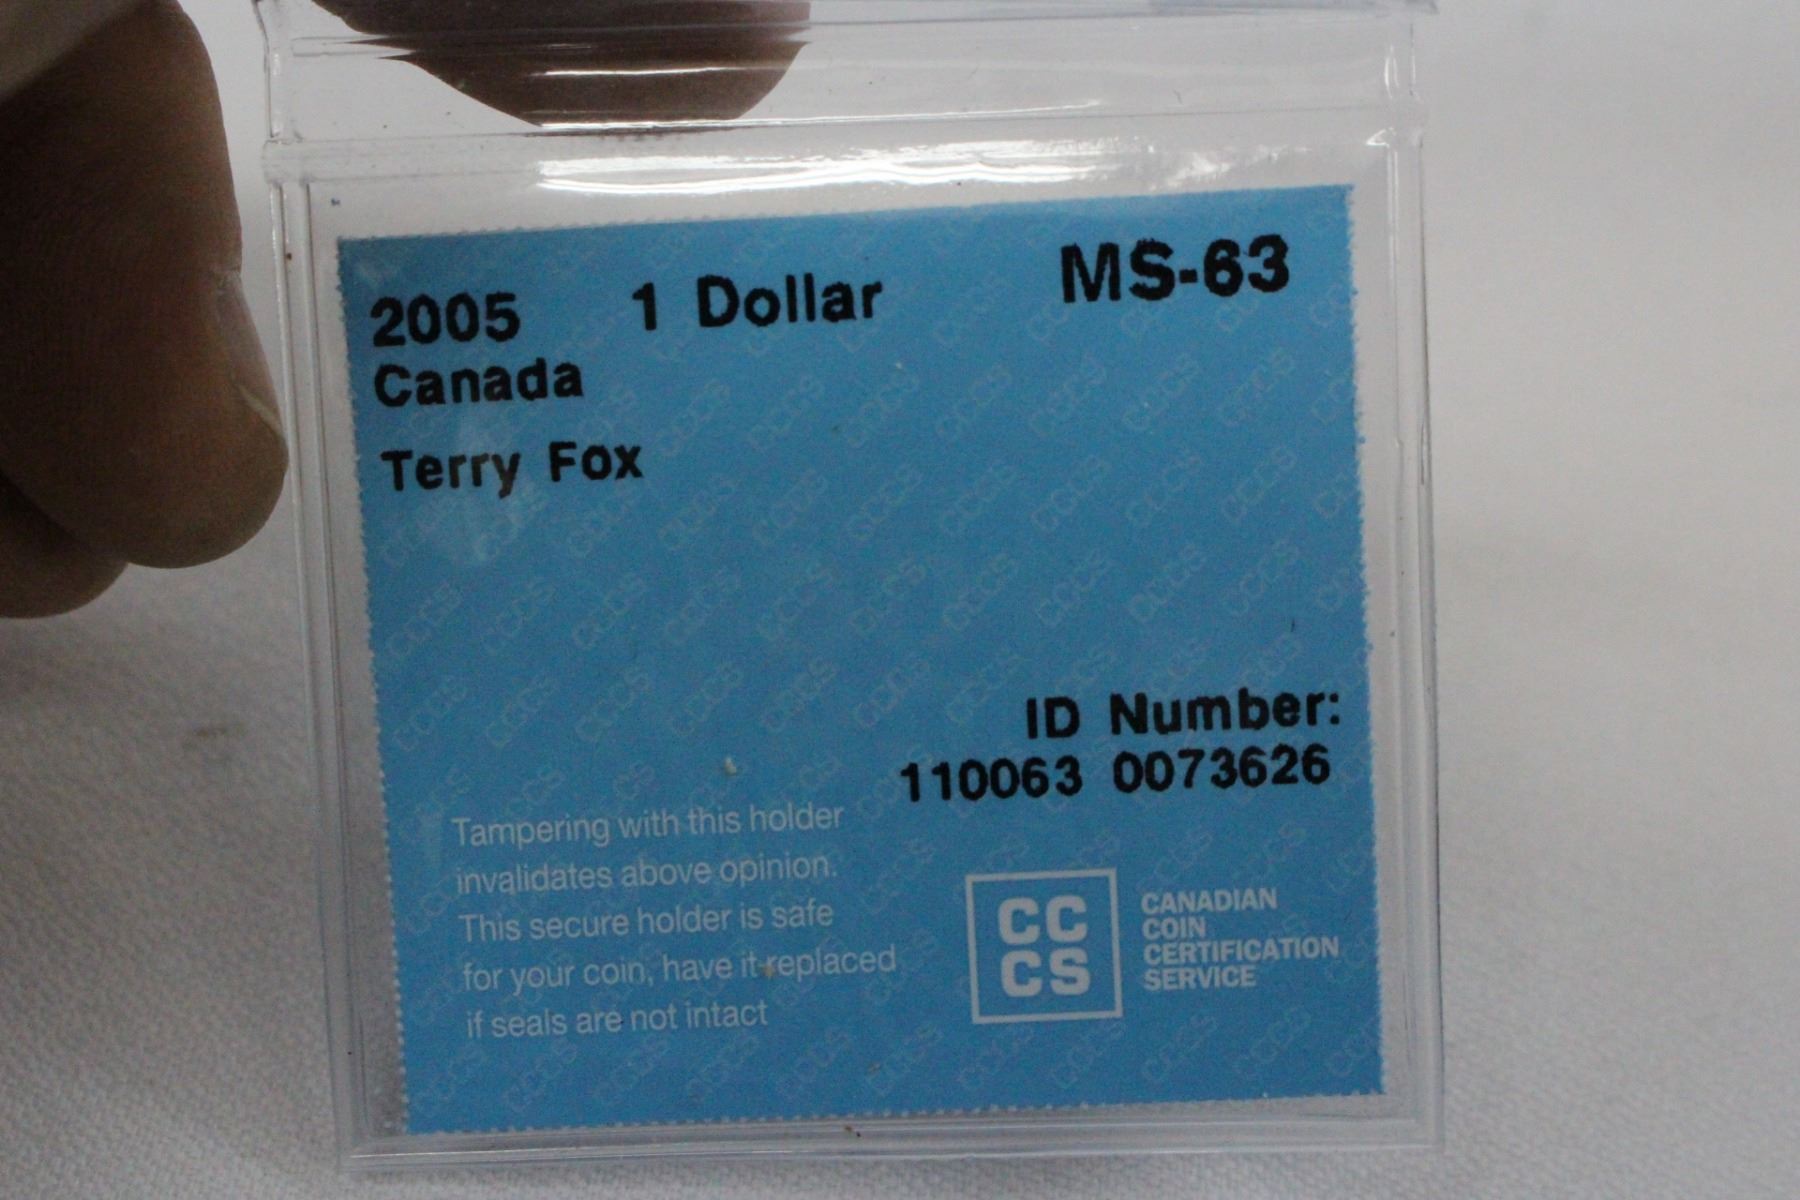 2005 1 Dollar MS-63
Canada
Terry Fox
ID Number:
110063 0073626
Tampering with this holder
invalidates above opinion.
This secure holder is safe
for your coin, have it replaced
if seals are not intact
CC
CS
CANADIAN
COIN
CERTIFICATION
SERVICE